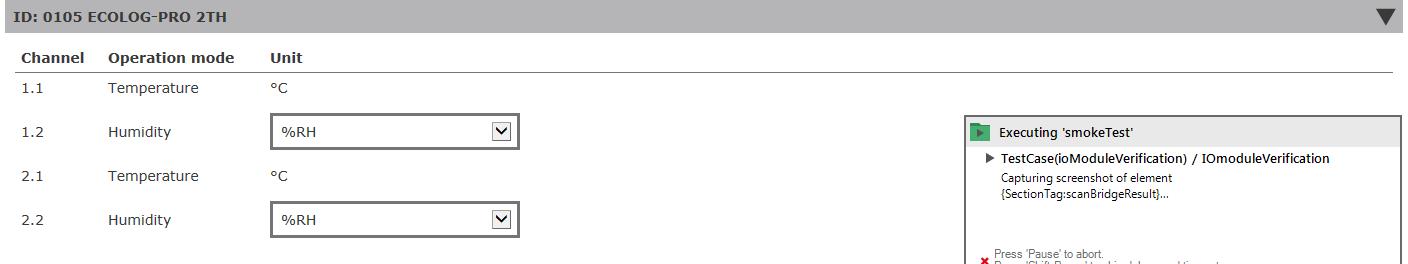 ID: 0105 ECOLOG-PRO 2TH
Channel Operation mode Unit
1.1 Temperature °C
1.2 Humidity %RH
2.1 Temperature °C
2.2 Humidity %RH
Executing 'smokeTest'
TestCase(ioModuleVerification) / IOmoduleVerification
Capturing screenshot of element
{SectionTag:scanBridgeResult}...
Press 'Pause' to abort.